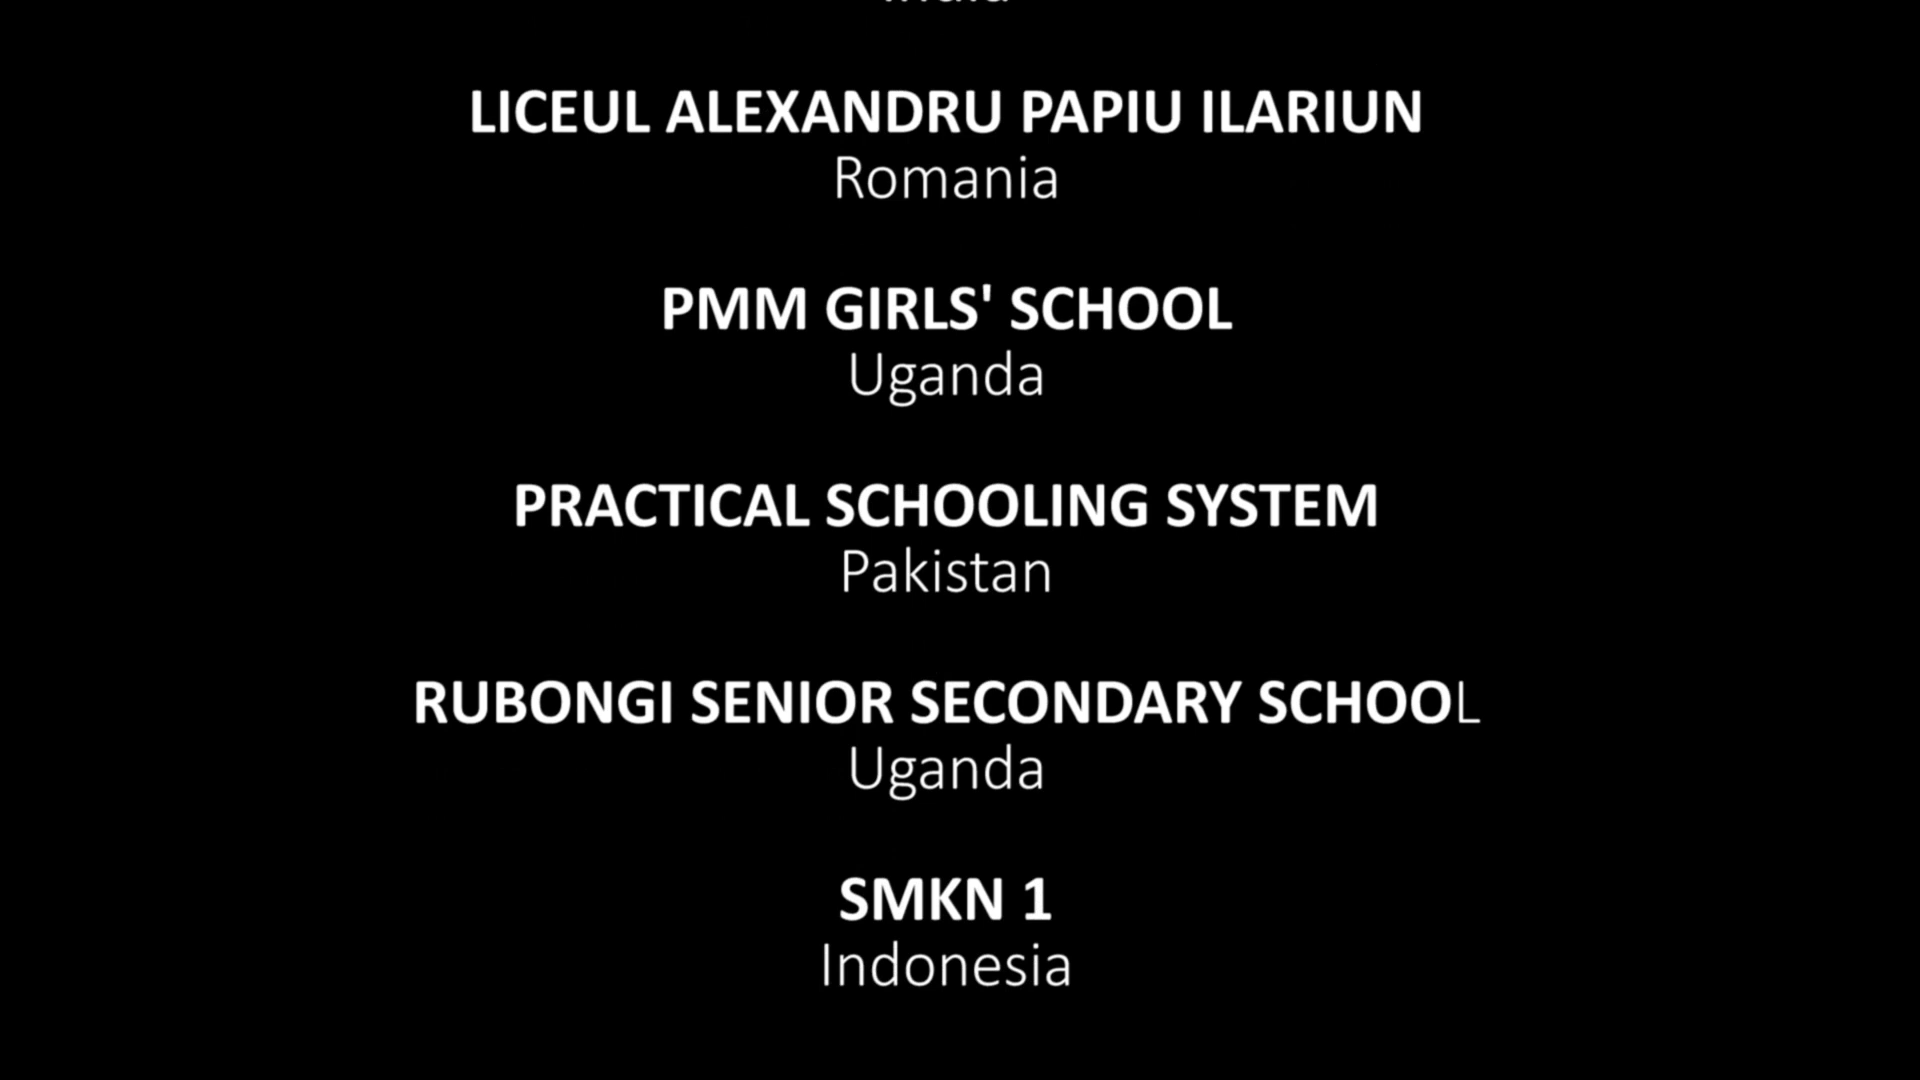 LICEUL ALEXANDRU PAPIU ILARIUN
Romania
PMM GIRLS' SCHOOL
Uganda
PRACTICAL SCHOOLING SYSTEM
Pakistan
RUBONGI SENIOR SECONDARY SCHOOL
Uganda
SMKN 1
Indonesia